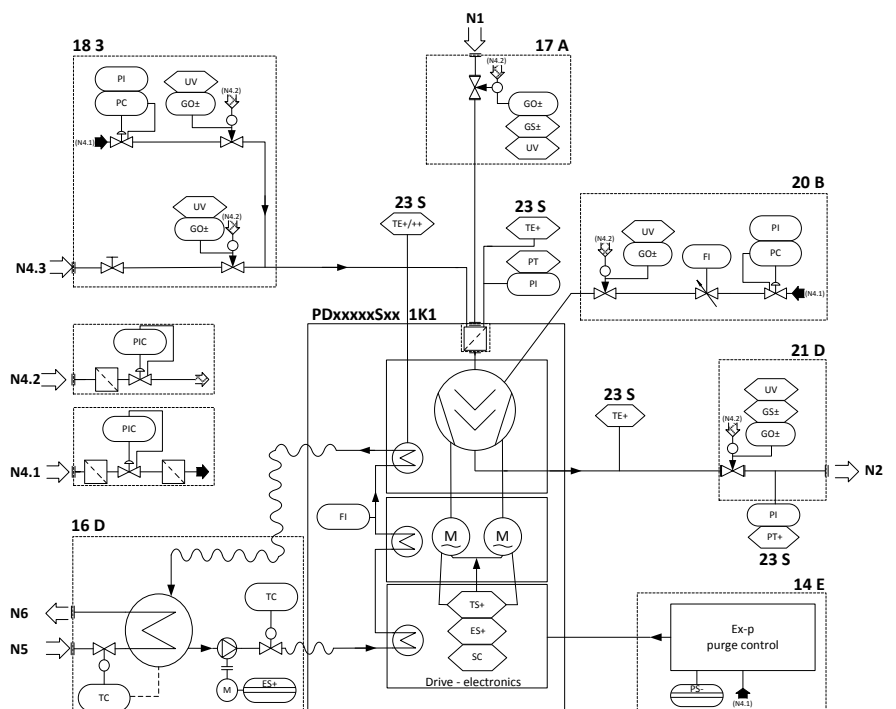 N1
18 3
17 A
(N4.2)
PI
UV
(N4.2)
PC
GO±
GO±
GS±
(N4.1)
UV
20 B
23 S
23 S
UV
(N4.2)
TE+/++
TE+
(N4.2)
UV
PI
GO±
GO±
FI
PC
PT
N4.3
PI
(N4.1)
PDxxxxxSxx 1K1
PIC
21 D
N4.2
UV
23 S
GS±
PIC
TE+
(N4.2)
GO±
N4.1
N2
FI
PI
16 D
M
M
PT+
23 S
14 E
TC
TS+
N6
Ex-p
purge control
ES+
N5
SC
TC
M
ES+
Drive - electronics
PS-
(N4.1)